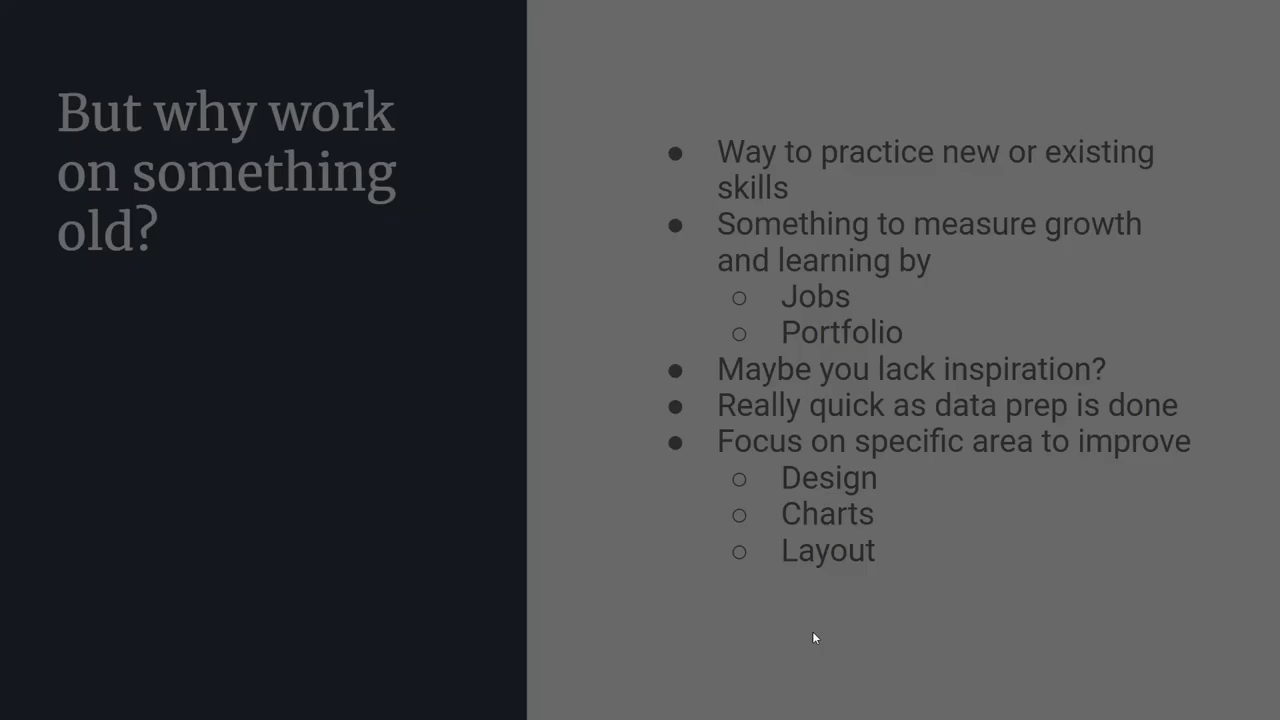 But why work
on something
old?
● Way to practice new or existing
skills
● Something to measure growth
and learning by
○ Jobs
○ Portfolio
● Maybe you lack inspiration?
● Really quick as data prep is done
● Focus on specific area to improve
○ Design
○ Charts
○ Layout